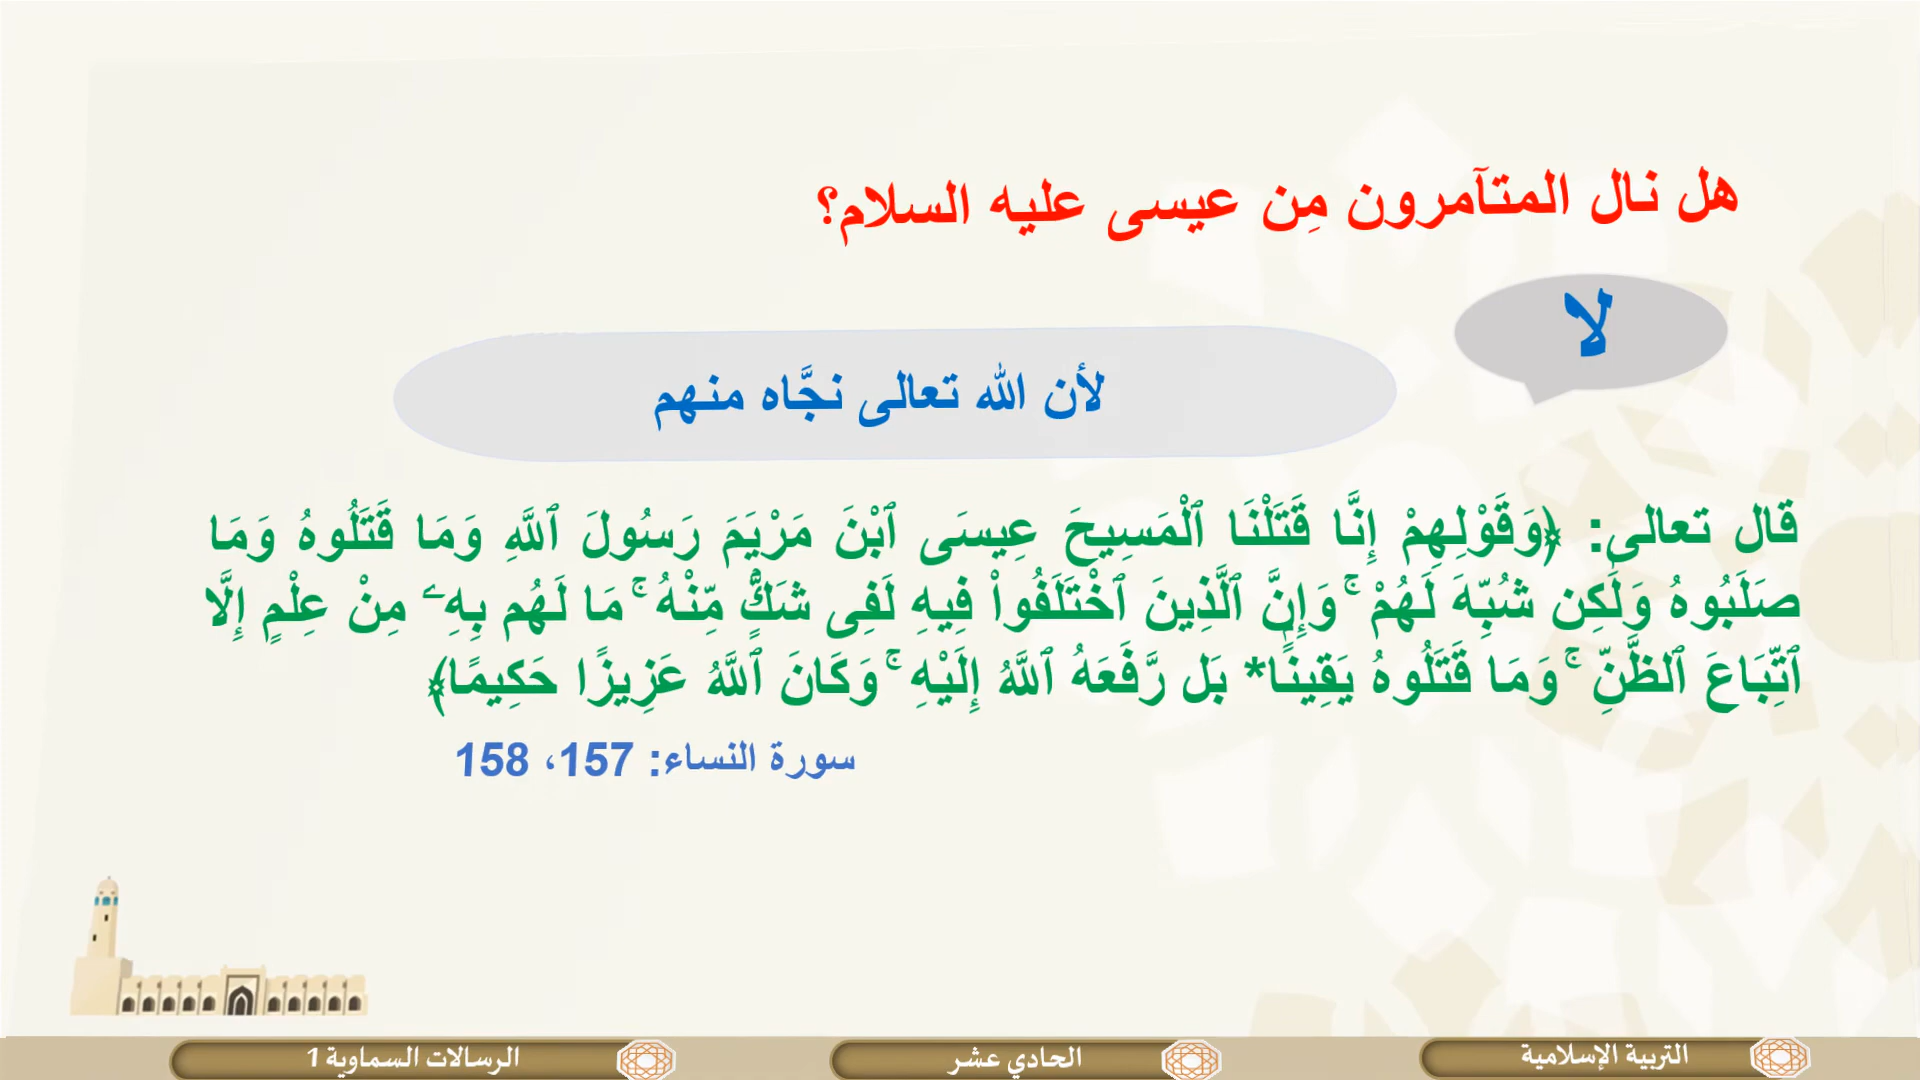 هل نال المتآمرون مِن عيسى عليه السلام؟
لا
لأن الله تعالى نجَّاه منهم
قال تعالى: ﴿وَقَوْلِهِمْ إِنَّا قَتَلْنَا ٱلْمَسِيحَ عِيسَى ٱبْنَ مَرْيَمَ رَسُولَ ٱللَّهِ وَمَا قَتَلُوهُ وَمَا
صَلَبُوهُ وَلَٰكِن شُبِّهَ لَهُمْ ۚ وَإِنَّ ٱلَّذِينَ ٱخْتَلَفُوا۟ فِيهِ لَفِى شَكٍّ مِّنْهُ ۚ مَا لَهُم بِهِۦ مِنْ عِلْمٍ إِلَّا
ٱتِّبَاعَ ٱلظَّنِّ ۚ وَمَا قَتَلُوهُ يَقِينًۢا* بَل رَّفَعَهُ ٱللَّهُ إِلَيْهِ ۚ وَكَانَ ٱللَّهُ عَزِيزًا حَكِيمًا﴾
سورة النساء: 157، 158
التربية الإسلامية
الحادي عشر
الرسالات السماوية 1